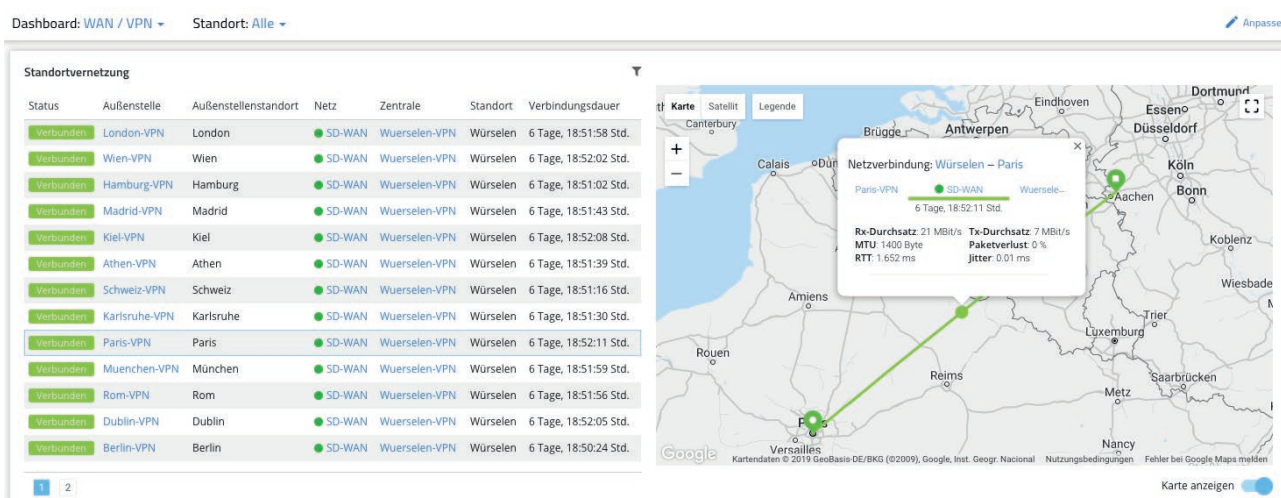 Dashboard: WAN / VPN Standort: Alle Anpasse
Standortvernetzung
Status Außenstelle Außenstellenstandort Netz Zentrale Standort Verbindungsdauer
Verbunden London-VPN London SD-WAN Wuerselen-VPN Würselen 6 Tage, 18:51:58 Std.
Verbunden Wien-VPN Wien SD-WAN Wuerselen-VPN Würselen 6 Tage, 18:52:02 Std.
Verbunden Hamburg-VPN Hamburg SD-WAN Wuerselen-VPN Würselen 6 Tage, 18:51:02 Std.
Verbunden Madrid-VPN Madrid SD-WAN Wuerselen-VPN Würselen 6 Tage, 18:51:43 Std.
Verbunden Kiel-VPN Kiel SD-WAN Wuerselen-VPN Würselen 6 Tage, 18:52:08 Std.
Verbunden Athen-VPN Athen SD-WAN Wuerselen-VPN Würselen 6 Tage, 18:51:39 Std.
Verbunden Schweiz-VPN Schweiz SD-WAN Wuerselen-VPN Würselen 6 Tage, 18:51:16 Std.
Verbunden Karlsruhe-VPN Karlsruhe SD-WAN Wuerselen-VPN Würselen 6 Tage, 18:51:30 Std.
Verbunden Paris-VPN Paris SD-WAN Wuerselen-VPN Würselen 6 Tage, 18:52:11 Std.
Verbunden Muenchen-VPN München SD-WAN Wuerselen-VPN Würselen 6 Tage, 18:51:59 Std.
Verbunden Rom-VPN Rom SD-WAN Wuerselen-VPN Würselen 6 Tage, 18:51:56 Std.
Verbunden Dublin-VPN Dublin SD-WAN Wuerselen-VPN Würselen 6 Tage, 18:52:05 Std.
Verbunden Berlin-VPN Berlin SD-WAN Wuerselen-VPN Würselen 6 Tage, 18:50:24 Std.
1 2
Karte Satellit Legende
Canterbury
Calais
Brügge
Antwerpen
Eindhoven
Dortmund
Essen
Düsseldorf
Köln
Bonn
Aachen
Koblenz
Wiesbade
Trier
Luxemburg
Saarbrücken
Metz
Nancy
Reims
Amiens
Rouen
Versailles
Netzverbindung: Würselen – Paris
Paris-VPN SD-WAN Wuersele...
6 Tage, 18:52:11 Std.
Rx-Durchsatz: 21 MBit/s Tx-Durchsatz: 7 MBit/s
MTU: 1400 Byte Paketverlust: 0 %
RTT: 1.652 ms Jitter: 0.01 ms
Google
Kartendaten © 2019 GeoBasis-DE/BKG (©2009), Google, Inst. Geogr. Nacional Nutzungsbedingungen Fehler bei Google Maps melden
Karte anzeigen